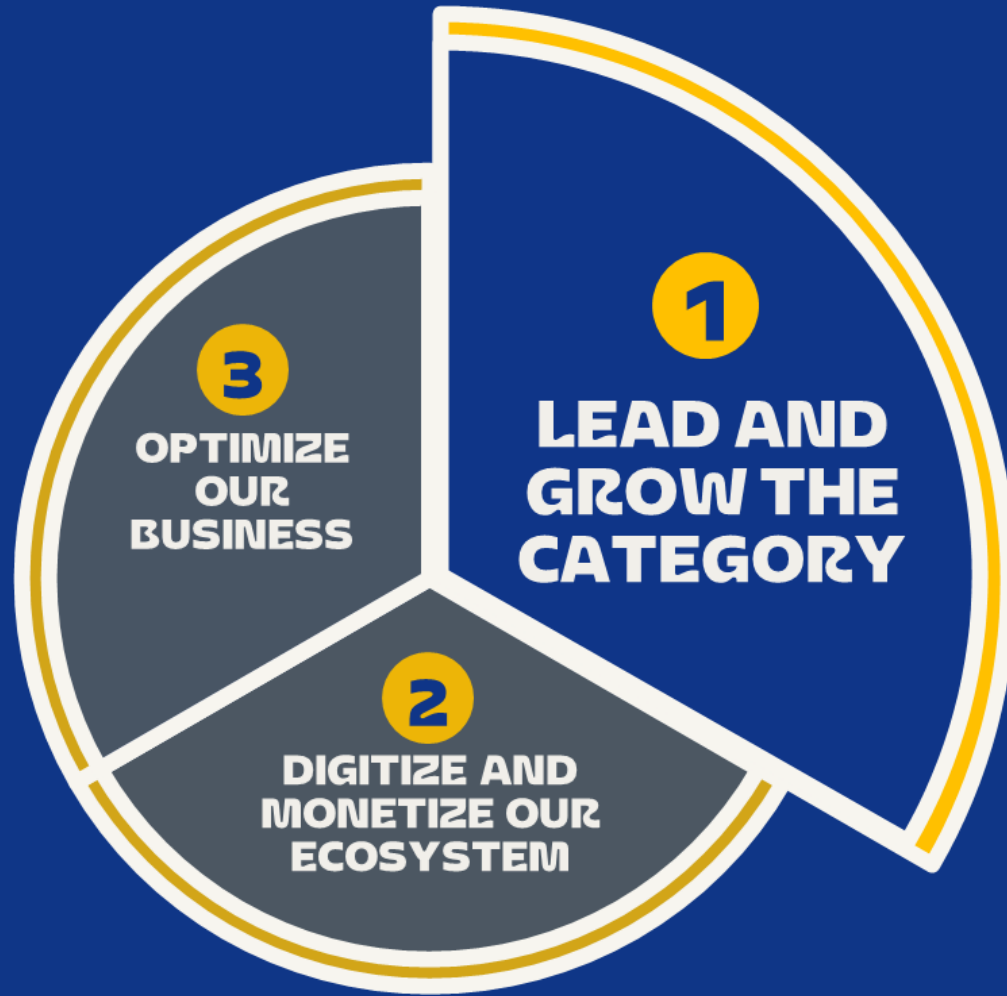 1
LEAD AND
GROW THE
CATEGORY
2
DIGITIZE AND
MONETIZE OUR
ECOSYSTEM
3
OPTIMIZE
OUR
BUSINESS